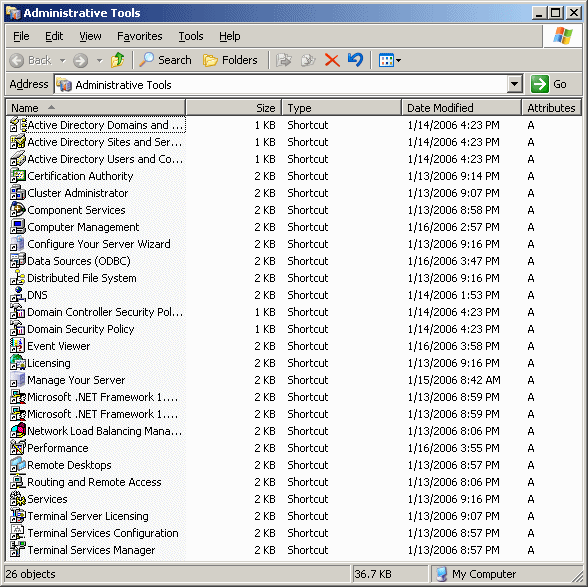 Administrative Tools
File Edit View Favorites Tools Help
Back Search Folders
Address Administrative Tools Go
Name Size Type Date Modified Attributes
Active Directory Domains and ... 1 KB Shortcut 1/14/2006 4:23 PM A
Active Directory Sites and Ser... 1 KB Shortcut 1/14/2006 4:23 PM A
Active Directory Users and Co... 1 KB Shortcut 1/14/2006 4:23 PM A
Certification Authority 2 KB Shortcut 1/13/2006 9:14 PM A
Cluster Administrator 2 KB Shortcut 1/13/2006 9:07 PM A
Component Services 2 KB Shortcut 1/13/2006 8:58 PM A
Computer Management 2 KB Shortcut 1/16/2006 2:57 PM A
Configure Your Server Wizard 2 KB Shortcut 1/13/2006 9:16 PM A
Data Sources (ODBC) 2 KB Shortcut 1/16/2006 3:47 PM A
Distributed File System 2 KB Shortcut 1/13/2006 9:16 PM A
DNS 2 KB Shortcut 1/14/2006 1:53 PM A
Domain Controller Security Pol... 1 KB Shortcut 1/14/2006 4:23 PM A
Domain Security Policy 1 KB Shortcut 1/14/2006 4:23 PM A
Event Viewer 2 KB Shortcut 1/16/2006 3:58 PM A
Licensing 2 KB Shortcut 1/13/2006 9:16 PM A
Manage Your Server 2 KB Shortcut 1/15/2006 8:42 AM A
Microsoft .NET Framework 1.... 2 KB Shortcut 1/13/2006 8:59 PM A
Microsoft .NET Framework 1.... 2 KB Shortcut 1/13/2006 8:59 PM A
Network Load Balancing Mana... 2 KB Shortcut 1/13/2006 8:06 PM A
Performance 2 KB Shortcut 1/16/2006 3:55 PM A
Remote Desktops 2 KB Shortcut 1/13/2006 8:57 PM A
Routing and Remote Access 2 KB Shortcut 1/13/2006 8:06 PM A
Services 2 KB Shortcut 1/13/2006 9:16 PM A
Terminal Server Licensing 2 KB Shortcut 1/13/2006 9:07 PM A
Terminal Services Configuration 2 KB Shortcut 1/13/2006 8:57 PM A
Terminal Services Manager 2 KB Shortcut 1/13/2006 8:57 PM A
26 objects 36.7 KB My Computer